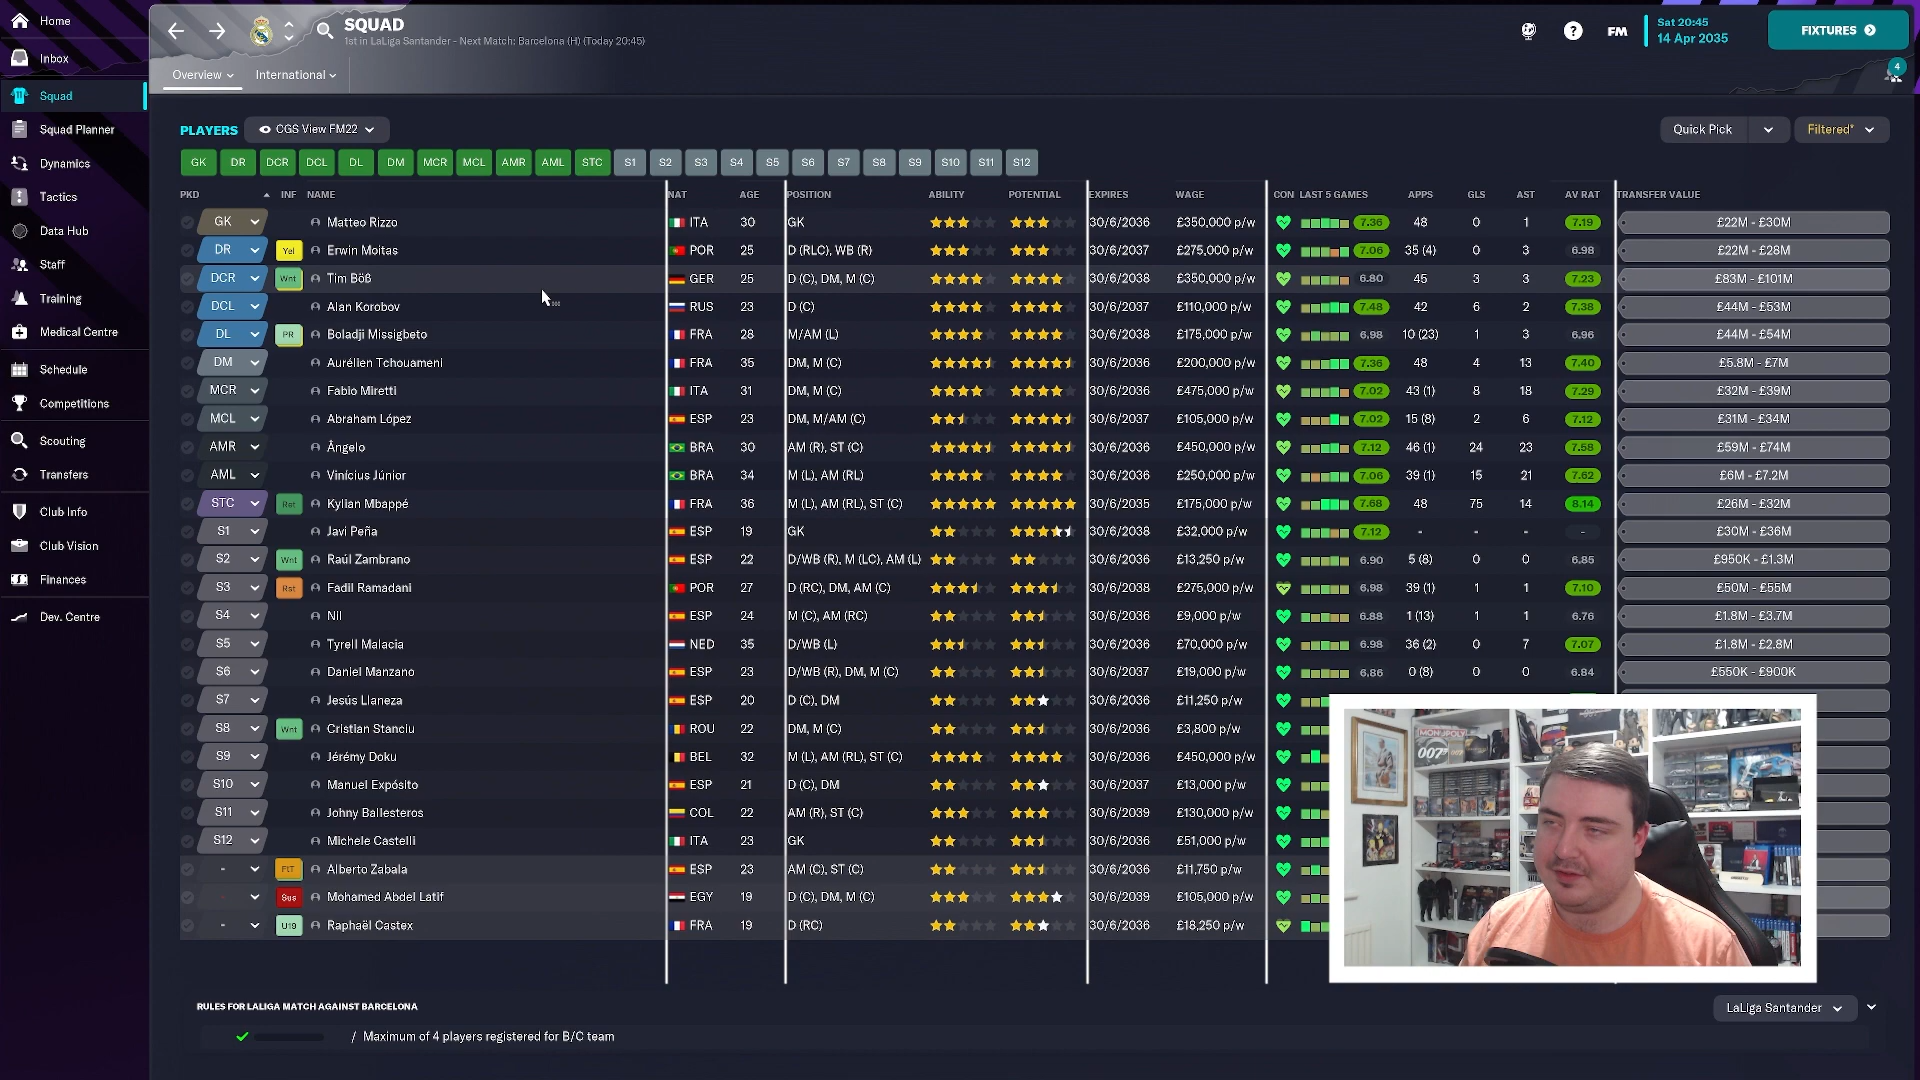 Home
Inbox
Squad
Squad Planner
Dynamics
Tactics
Data Hub
Staff
Training
Medical Centre
Schedule
Competitions
Scouting
Transfers
Club Info
Club Vision
Finances
Dev. Centre
SQUAD
1st in LaLiga Santander - Next Match: Barcelona (H) (Today 20:45)
FM
Sat 20:45
14 Apr 2035
FIXTURES
4
Overview International
PLAYERS CGS View FM22 Quick Pick Filtered*
GK DR DCR DCL DL DM MCR MCL AMR AML STC S1 S2 S3 S4 S5 S6 S7 S8 S9 S10 S11 S12
PKD INF NAME NAT AGE POSITION ABILITY POTENTIAL EXPIRES WAGE CON LAST 5 GAMES APPS GLS AST AV RAT TRANSFER VALUE
GK Matteo Rizzo ITA 30 GK 30/6/2036 £350,000 p/w 7.36 48 0 1 7.19 £22M - £30M
DR Yel Erwin Moitas POR 25 D (RLC), WB (R) 30/6/2037 £275,000 p/w 7.06 35 (4) 0 3 6.98 £22M - £28M
DCR Wnt Tim Böß GER 25 D (C), DM, M (C) 30/6/2038 £350,000 p/w 6.80 45 3 3 7.23 £83M - £101M
DCL Alan Korobov RUS 23 D (C) 30/6/2037 £110,000 p/w 7.48 42 6 2 7.38 £44M - £53M
DL PR Boladji Missigbeto FRA 28 M/AM (L) 30/6/2038 £175,000 p/w 6.98 10 (23) 1 3 6.96 £44M - £54M
DM Aurélien Tchouameni FRA 35 DM, M (C) 30/6/2036 £200,000 p/w 7.36 48 4 13 7.40 £5.8M - £7M
MCR Fabio Miretti ITA 31 DM, M (C) 30/6/2036 £475,000 p/w 7.02 43 (1) 8 18 7.29 £32M - £39M
MCL Abraham López ESP 23 DM, M/AM (C) 30/6/2037 £105,000 p/w 7.02 15 (8) 2 6 7.12 £31M - £34M
AMR Ângelo BRA 30 AM (R), ST (C) 30/6/2036 £450,000 p/w 7.12 46 (1) 24 23 7.58 £59M - £74M
AML Vinícius Júnior BRA 34 M (L), AM (RL) 30/6/2036 £250,000 p/w 7.06 39 (1) 15 21 7.62 £6M - £7.2M
STC Ret Kylian Mbappé FRA 36 M (L), AM (RL), ST (C) 30/6/2035 £175,000 p/w 7.68 48 75 14 8.14 £26M - £32M
S1 Javi Peña ESP 19 GK 30/6/2038 £32,000 p/w 7.12 - - - - £30M - £36M
S2 Wnt Raúl Zambrano ESP 22 D/WB (R), M (LC), AM (L) 30/6/2036 £13,250 p/w 6.90 5 (8) 0 0 6.85 £950K - £1.3M
S3 Rst Fadil Ramadani POR 27 D (RC), DM, AM (C) 30/6/2038 £275,000 p/w 6.98 39 (1) 1 1 7.10 £50M - £55M
S4 Nil ESP 24 M (C), AM (RC) 30/6/2036 £9,000 p/w 6.88 1 (13) 1 1 6.76 £1.8M - £3.7M
S5 Tyrell Malacia NED 35 D/WB (L) 30/6/2036 £70,000 p/w 6.98 36 (2) 0 7 7.07 £1.8M - £2.8M
S6 Daniel Manzano ESP 23 D/WB (R), DM, M (C) 30/6/2037 £19,000 p/w 6.86 0 (8) 0 0 6.84 £550K - £900K
S7 Jesús Llaneza ESP 20 D (C), DM 30/6/2036 £11,250 p/w
S8 Wnt Cristian Stanciu ROU 22 DM, M (C) 30/6/2036 £3,800 p/w
S9 Jérémy Doku BEL 32 M (L), AM (RL), ST (C) 30/6/2036 £450,000 p/w
S10 Manuel Expósito ESP 21 D (C), DM 30/6/2037 £13,000 p/w
S11 Johny Ballesteros COL 22 AM (R), ST (C) 30/6/2039 £130,000 p/w
S12 Michele Castelli ITA 23 GK 30/6/2036 £51,000 p/w
- FtT Alberto Zabala ESP 23 AM (C), ST (C) 30/6/2036 £11,750 p/w
- Sus Mohamed Abdel Latif EGY 19 D (C), DM, M (C) 30/6/2039 £105,000 p/w
- U19 Raphaël Castex FRA 19 D (RC) 30/6/2036 £18,250 p/w
MONOPOLY
007
RULES FOR LALIGA MATCH AGAINST BARCELONA
LaLiga Santander
/ Maximum of 4 players registered for B/C team